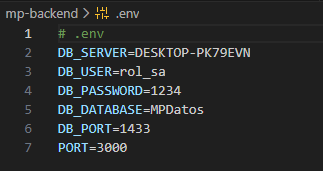 mp-backend > .env
1 # .env
2 DB_SERVER=DESKTOP-PK79EVN
3 DB_USER=rol_sa
4 DB_PASSWORD=1234
5 DB_DATABASE=MPDatos
6 DB_PORT=1433
7 PORT=3000